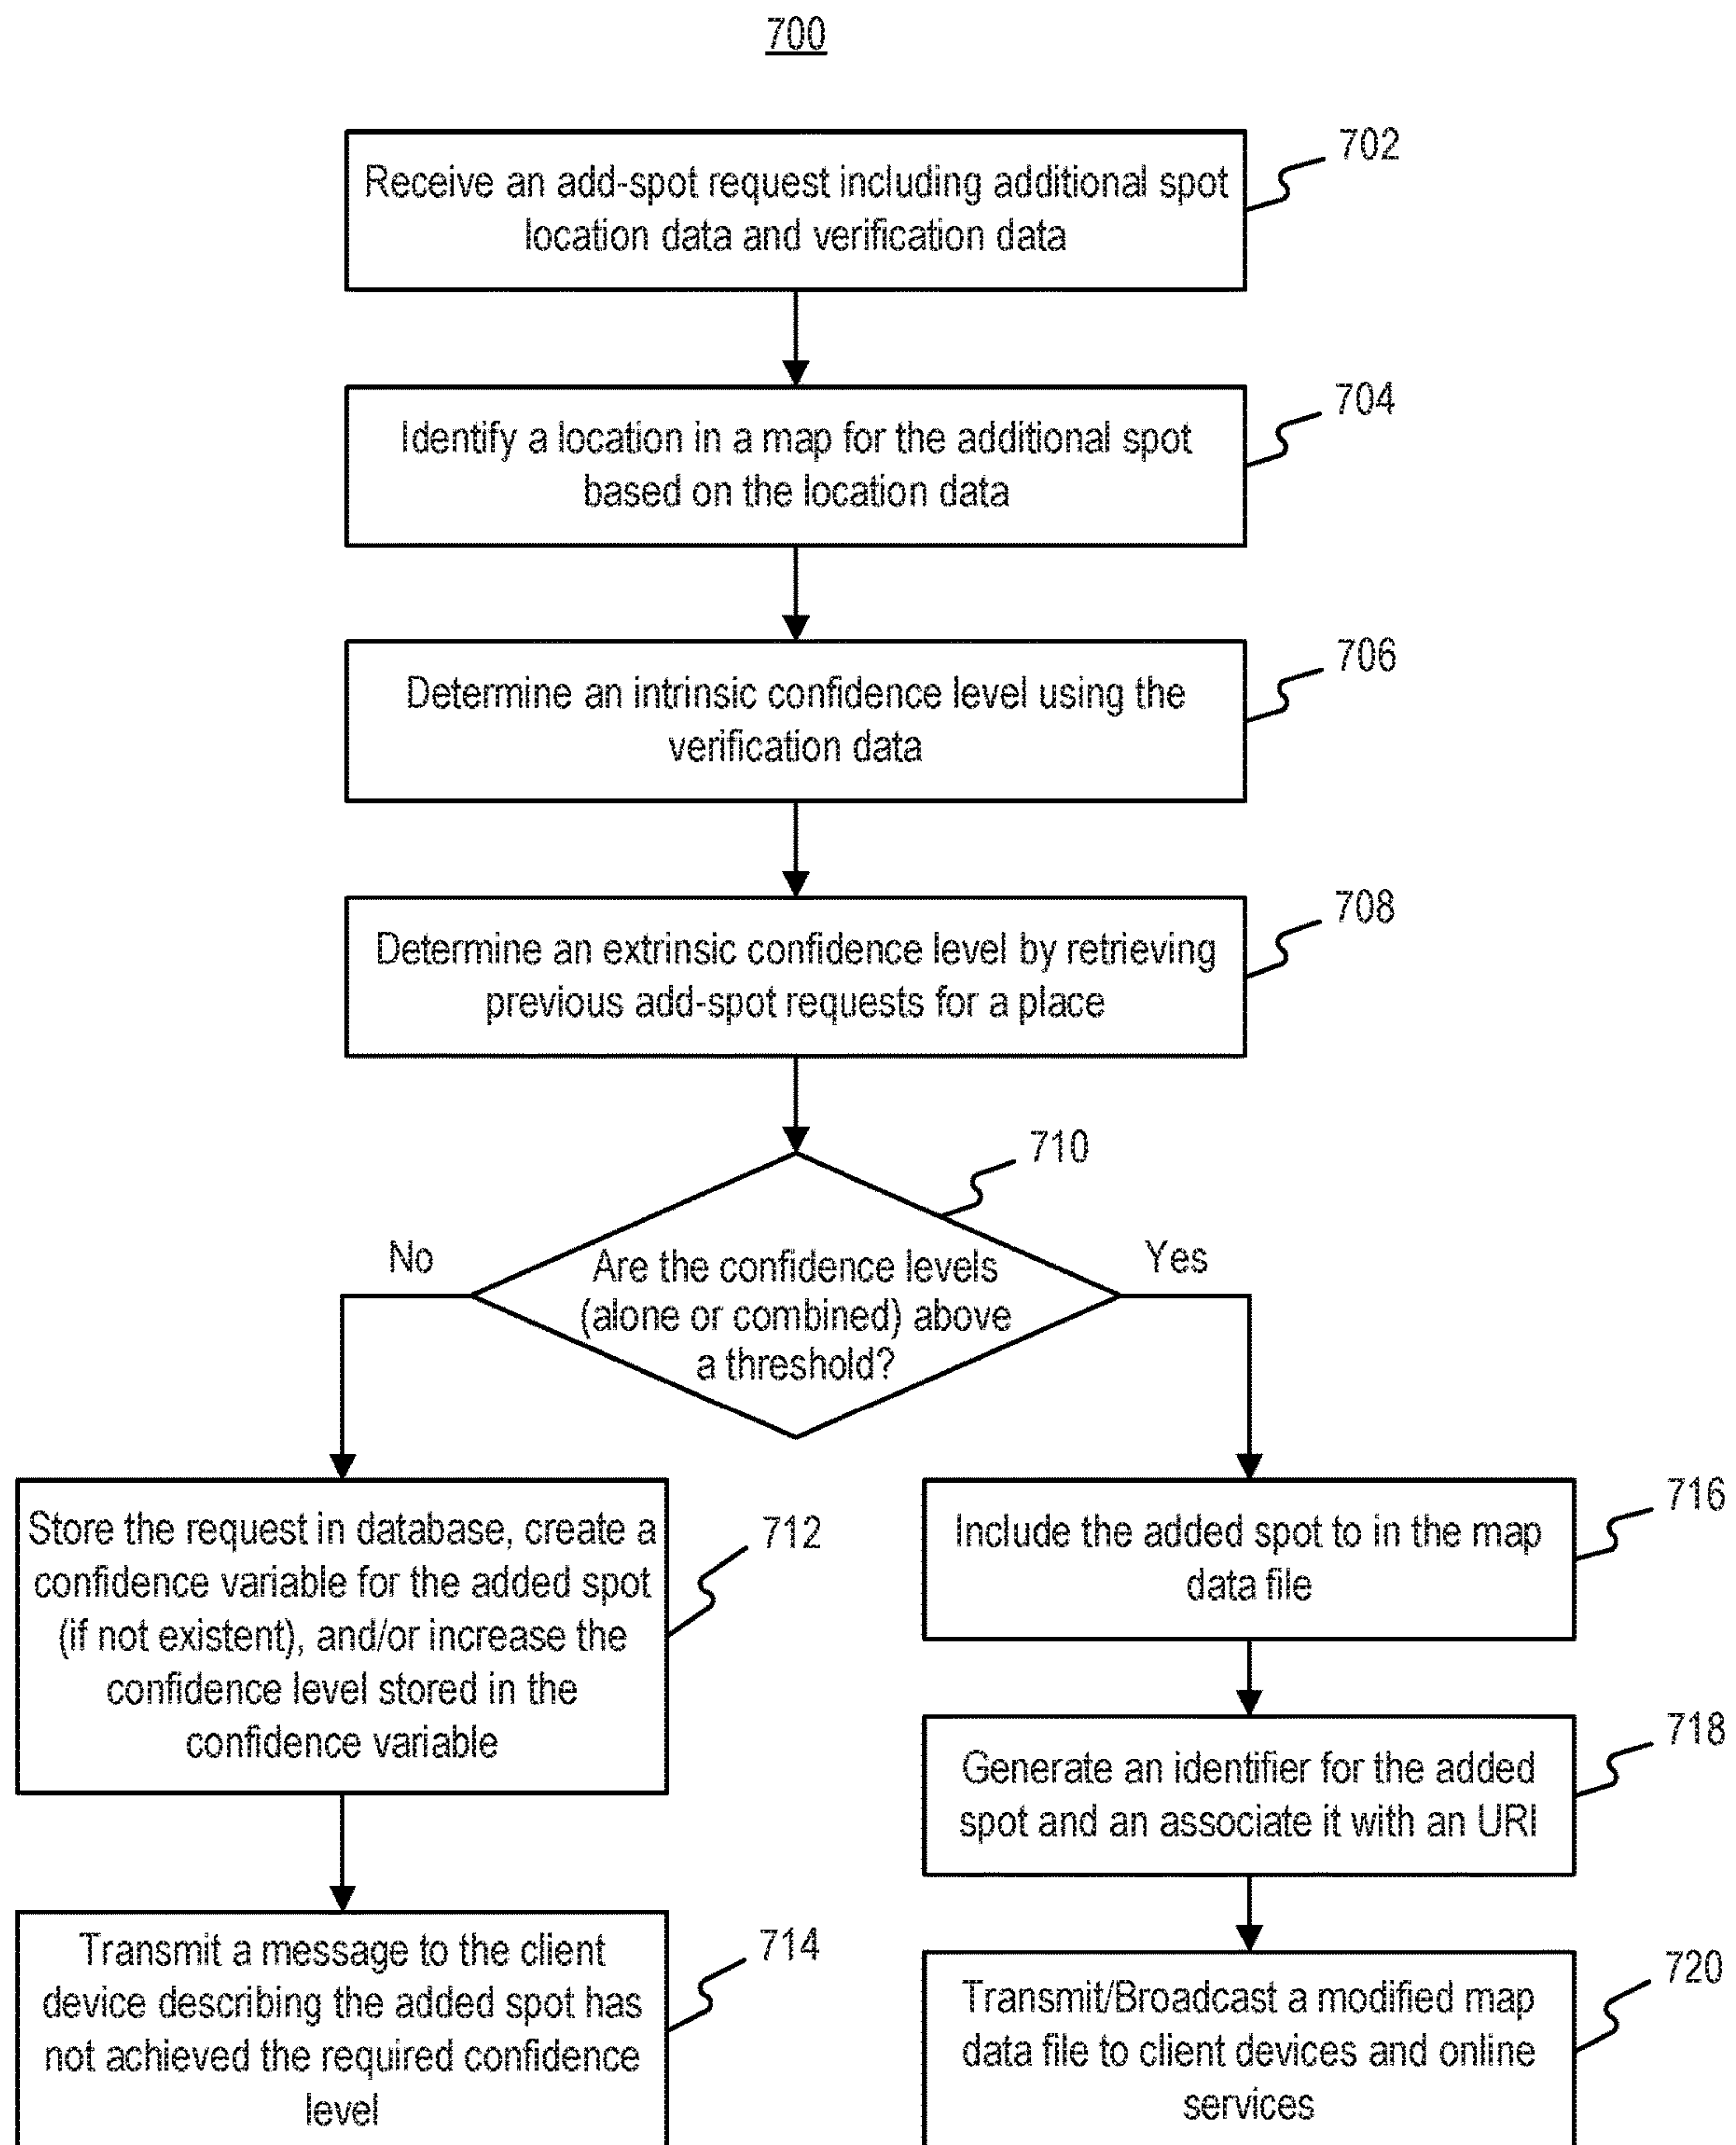 700
702
Receive an add-spot request including additional spot
location data and verification data
704
Identify a location in a map for the additional spot
based on the location data
706
Determine an intrinsic confidence level using the
verification data
708
Determine an extrinsic confidence level by retrieving
previous add-spot requests for a place
710
No
Yes
Are the confidence levels
(alone or combined) above
a threshold?
712
Store the request in database, create a
confidence variable for the added spot
(if not existent), and/or increase the
confidence level stored in the
confidence variable
714
Transmit a message to the client
device describing the added spot has
not achieved the required confidence
level
716
Include the added spot to in the map
data file
718
Generate an identifier for the added
spot and an associate it with an URI
720
Transmit/Broadcast a modified map
data file to client devices and online
services